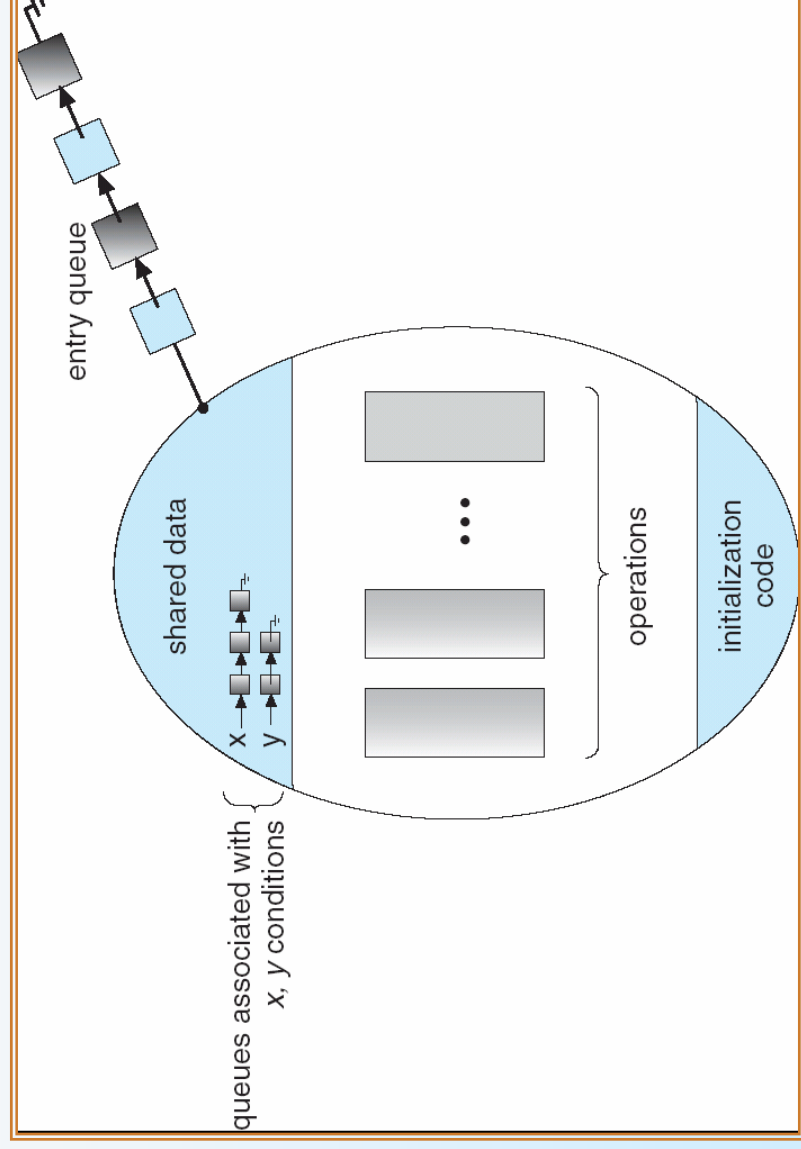 entry queue
shared data
queues associated with
x, y conditions
x
y
operations
initialization
code